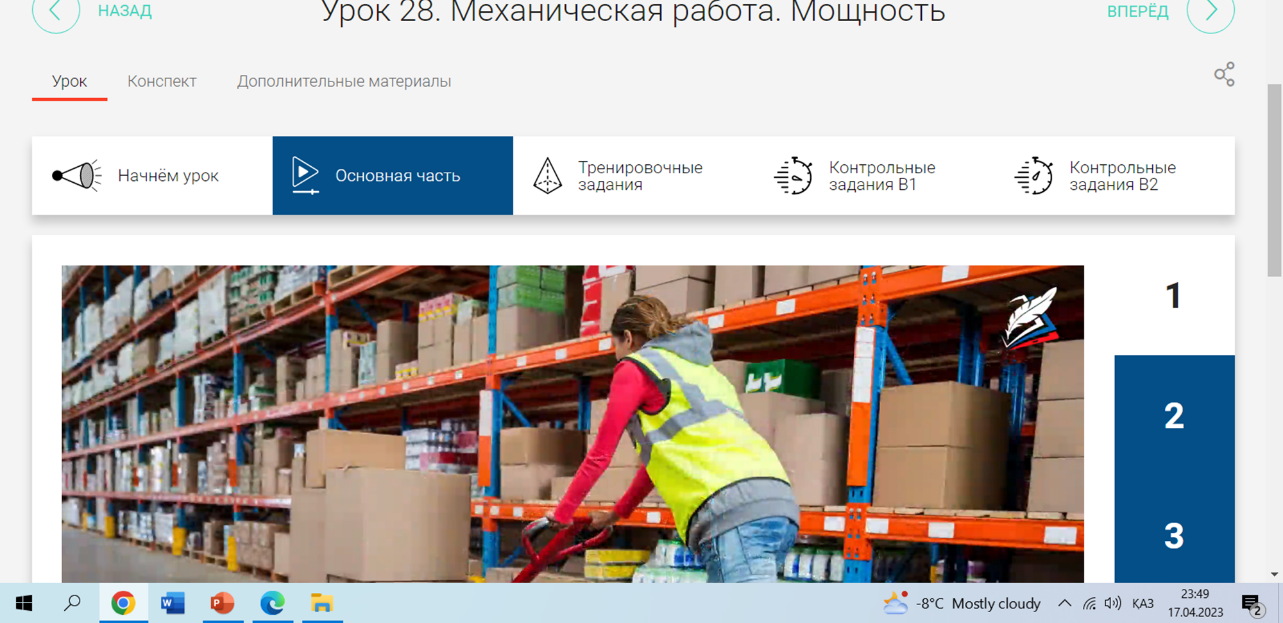 НАЗАД
Урок 28. Механическая работа. Мощность
ВПЕРЁД
Урок
Конспект
Дополнительные материалы
Начнём урок
Основная часть
Тренировочные
задания
Контрольные
задания В1
Контрольные
задания В2
1
2
3
-8°C Mostly cloudy
ҚАЗ
23:49
17.04.2023
2